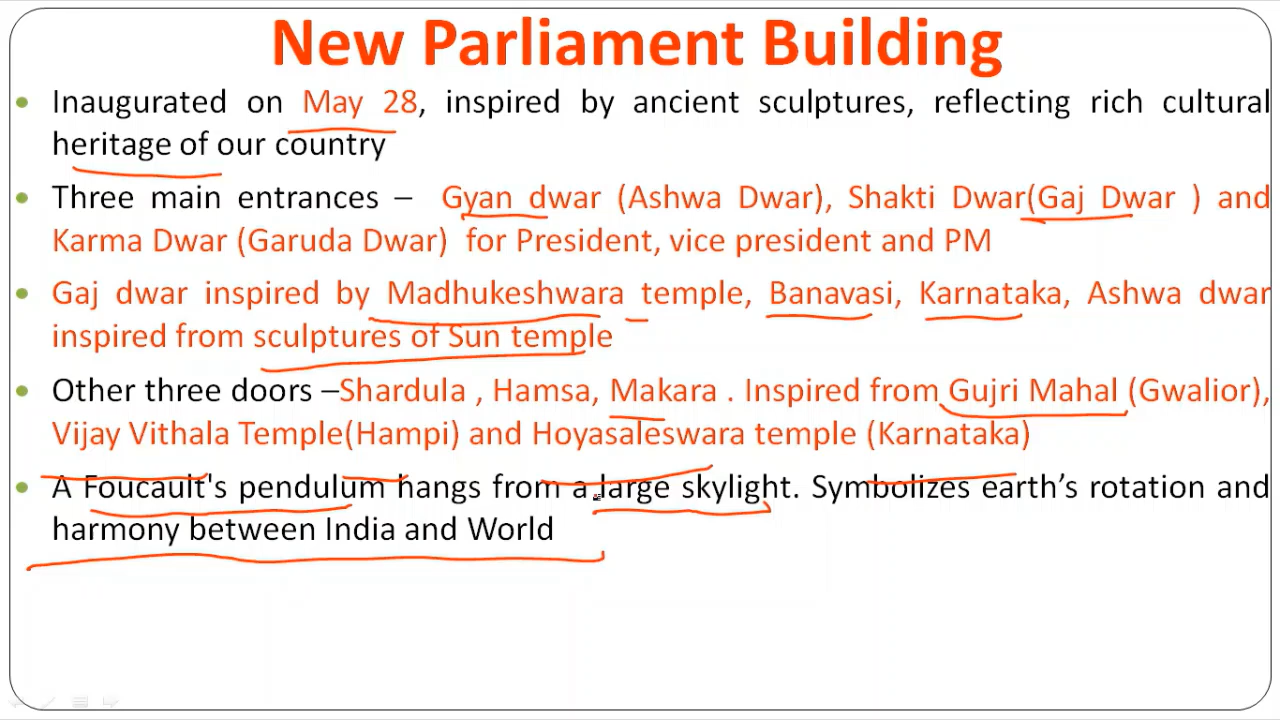 New Parliament Building
• Inaugurated on May 28, inspired by ancient sculptures, reflecting rich cultural
heritage of our country
• Three main entrances – Gyan dwar (Ashwa Dwar), Shakti Dwar(Gaj Dwar ) and
Karma Dwar (Garuda Dwar) for President, vice president and PM
• Gaj dwar inspired by Madhukeshwara temple, Banavasi, Karnataka, Ashwa dwar
inspired from sculptures of Sun temple
• Other three doors –Shardula , Hamsa, Makara . Inspired from Gujri Mahal (Gwalior),
Vijay Vithala Temple(Hampi) and Hoyasaleswara temple (Karnataka)
• A Foucault's pendulum hangs from a large skylight. Symbolizes earth’s rotation and
harmony between India and World